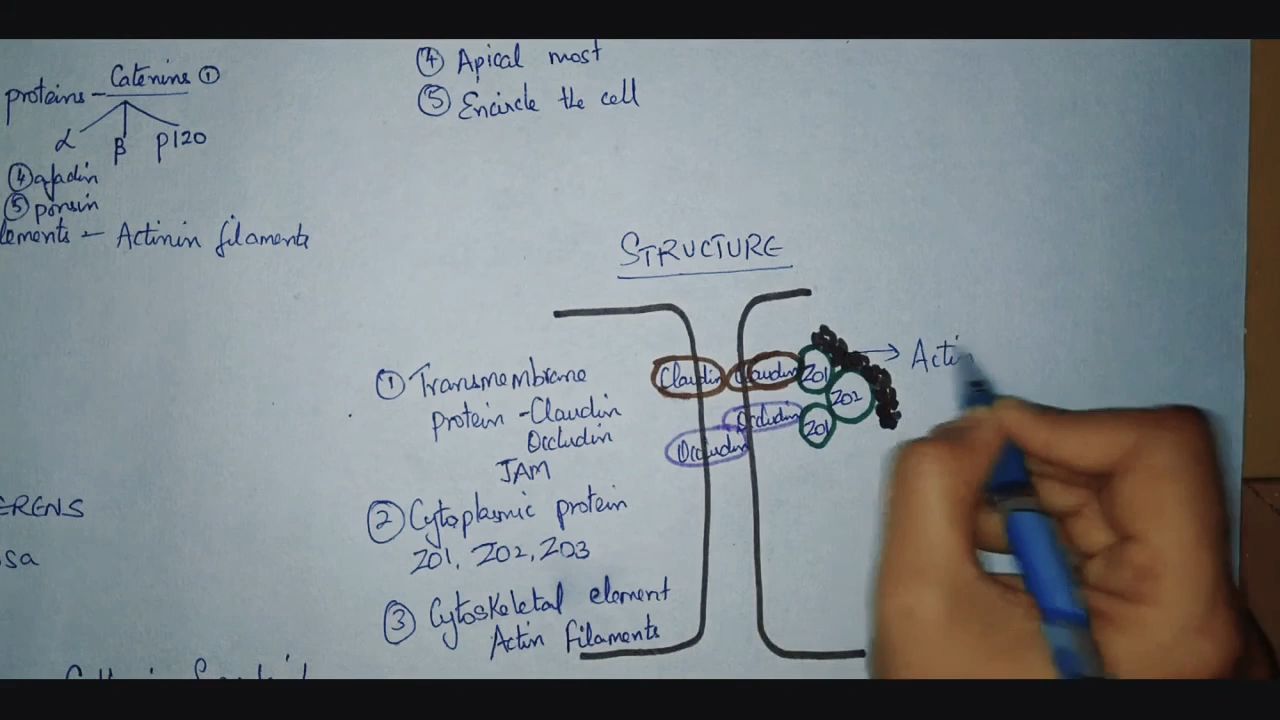 proteins - Catenins ①
α β p120
④ afadin
⑤ ponsin
lements - Actinin filaments
④ Apical most
⑤ Encircle the cell
STRUCTURE
① Transmembrane
protein - Claudin
Occludin
JAM
② Cytoplasmic protein
ZO1, ZO2, ZO3
③ Cytoskeletal element
Actin filaments
Claudin Claudin ZO1
ZO2
Occludin ZO1
Occludin
Acti
ERENS
sa